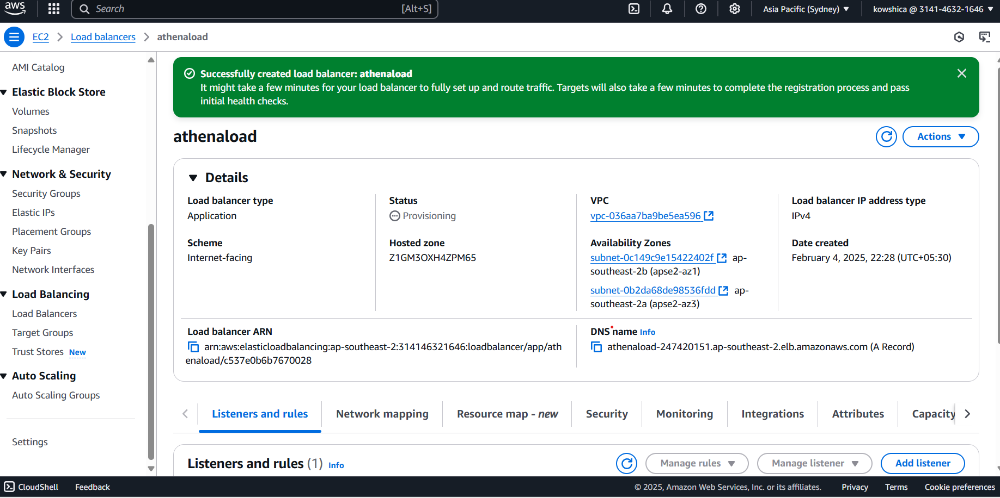 aws
Search
[Alt+S]
Asia Pacific (Sydney)
kowshica @ 3141-4632-1646
EC2
Load balancers
athenaload
AMI Catalog
Elastic Block Store
Volumes
Snapshots
Lifecycle Manager
Network & Security
Security Groups
Elastic IPs
Placement Groups
Key Pairs
Network Interfaces
Load Balancing
Load Balancers
Target Groups
Trust Stores New
Auto Scaling
Auto Scaling Groups
Settings
Successfully created load balancer: athenaload
It might take a few minutes for your load balancer to fully set up and route traffic. Targets will also take a few minutes to complete the registration process and pass
initial health checks.
athenaload
Actions
Details
Load balancer type
Application
Status
Provisioning
VPC
vpc-036aa7ba9be5ea596
Load balancer IP address type
IPv4
Scheme
Internet-facing
Hosted zone
Z1GM3OXH4ZPM65
Availability Zones
subnet-0c149c9e15422402f ap-
southeast-2b (apse2-az1)
subnet-0b2da68de98536fdd ap-
southeast-2a (apse2-az3)
Date created
February 4, 2025, 22:28 (UTC+05:30)
Load balancer ARN
arn:aws:elasticloadbalancing:ap-southeast-2:314146321646:loadbalancer/app/ath
enaload/c537e0b6b7670028
DNS name Info
athenaload-247420151.ap-southeast-2.elb.amazonaws.com (A Record)
Listeners and rules
Network mapping
Resource map - new
Security
Monitoring
Integrations
Attributes
Capacity
Listeners and rules (1) Info
Manage rules
Manage listener
Add listener
CloudShell
Feedback
© 2025, Amazon Web Services, Inc. or its affiliates.
Privacy
Terms
Cookie preferences